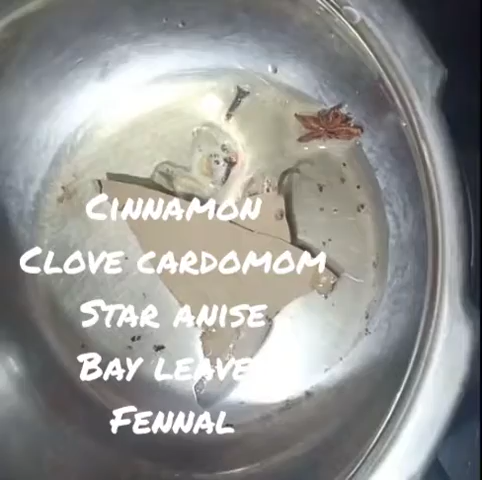 Cinnamon
Clove cardomom
Star anise
Bay leave
Fennal